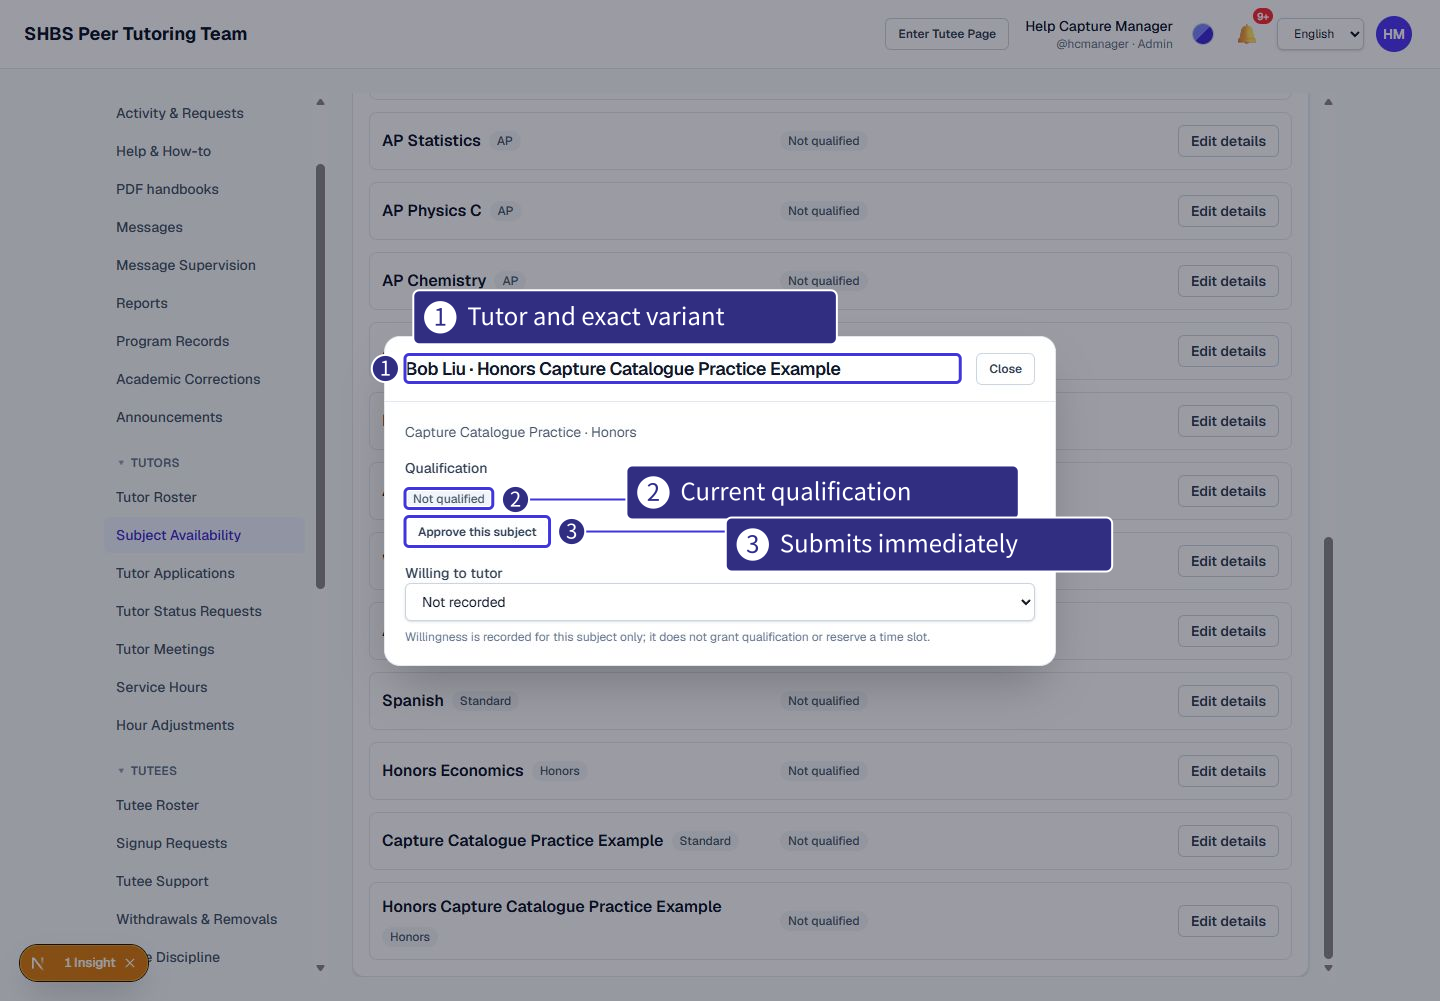 SHBS Peer Tutoring Team
Enter Tutee Page
Help Capture Manager
@hcmanager · Admin
9+
English
HM
Activity & Requests
Help & How-to
PDF handbooks
Messages
Message Supervision
Reports
Program Records
Academic Corrections
Announcements
TUTORS
Tutor Roster
Subject Availability
Tutor Applications
Tutor Status Requests
Tutor Meetings
Service Hours
Hour Adjustments
TUTEES
Tutee Roster
Signup Requests
Tutee Support
Withdrawals & Removals
Discipline
1 Insight
AP Statistics AP Not qualified Edit details
AP Physics C AP Not qualified Edit details
AP Chemistry AP Not qualified Edit details
Edit details
Edit details
Edit details
Edit details
Edit details
1 Tutor and exact variant
1 Bob Liu · Honors Capture Catalogue Practice Example
Close
Capture Catalogue Practice · Honors
Qualification
Not qualified 2
2 Current qualification
Approve this subject 3
3 Submits immediately
Willing to tutor
Not recorded
Willingness is recorded for this subject only; it does not grant qualification or reserve a time slot.
Spanish Standard Not qualified Edit details
Honors Economics Honors Not qualified Edit details
Capture Catalogue Practice Example Standard Not qualified Edit details
Honors Capture Catalogue Practice Example
Honors
Not qualified Edit details